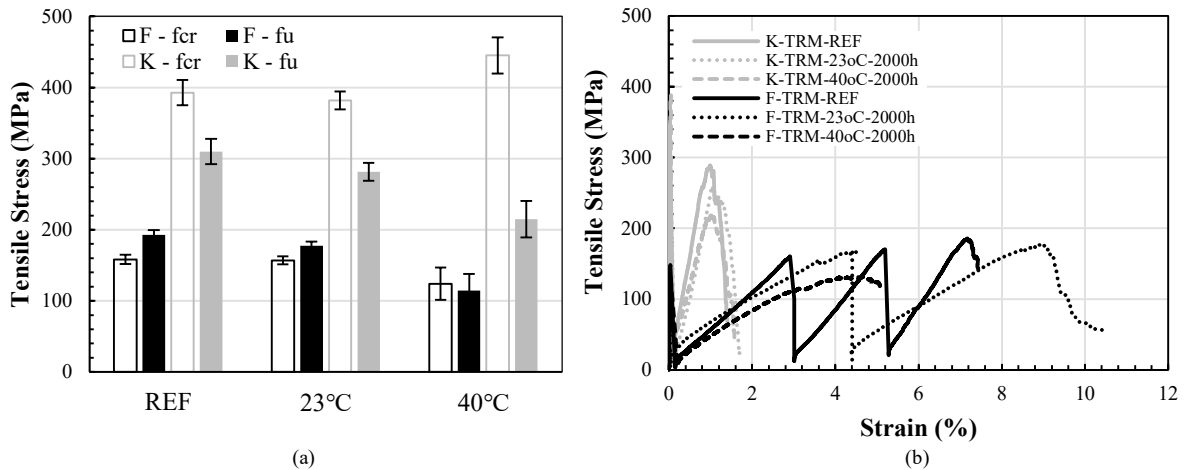 500
400
300
200
100
0
Tensile Stress (MPa)
F - fcr
F - fu
K - fcr
K - fu
REF
23°C
40°C
(a)
500
400
300
200
100
0
Tensile Stress (MPa)
K-TRM-REF
K-TRM-23oC-2000h
K-TRM-40oC-2000h
F-TRM-REF
F-TRM-23oC-2000h
F-TRM-40oC-2000h
0 2 4 6 8 10 12
Strain (%)
(b)